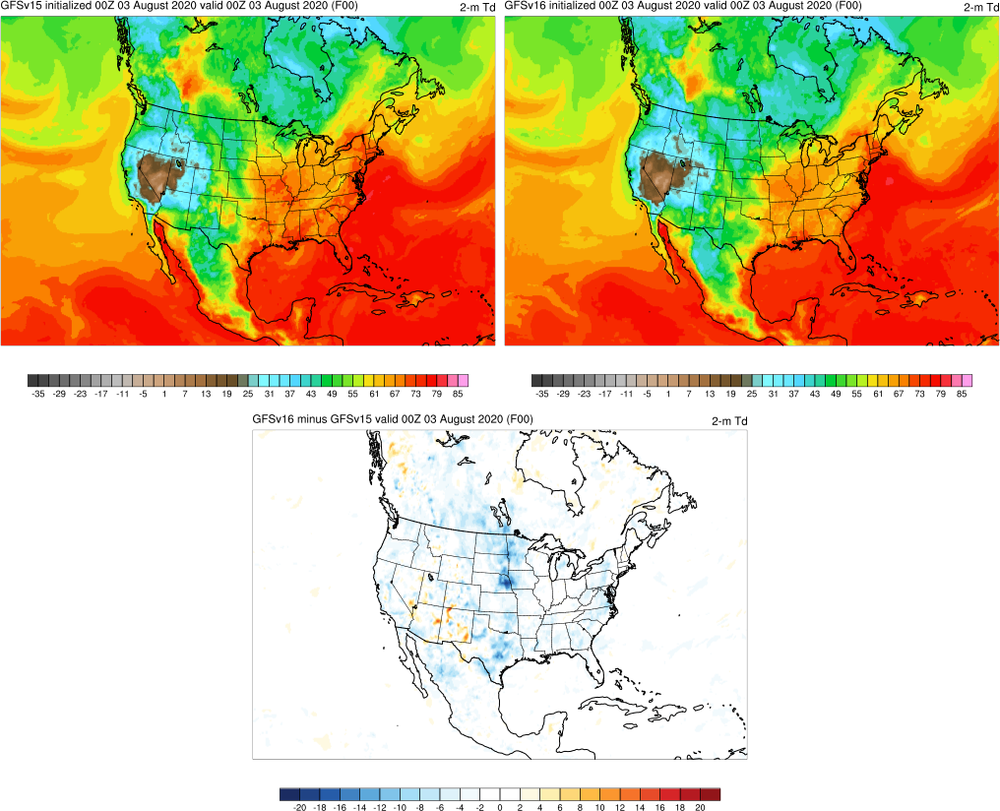 GFSv15 initialized 00Z 03 August 2020 valid 00Z 03 August 2020 (F00) 2-m Td
GFSv16 initialized 00Z 03 August 2020 valid 00Z 03 August 2020 (F00) 2-m Td
-35 -29 -23 -17 -11 -5 1 7 13 19 25 31 37 43 49 55 61 67 73 79 85
-35 -29 -23 -17 -11 -5 1 7 13 19 25 31 37 43 49 55 61 67 73 79 85
GFSv16 minus GFSv15 valid 00Z 03 August 2020 (F00) 2-m Td
-20 -18 -16 -14 -12 -10 -8 -6 -4 -2 0 2 4 6 8 10 12 14 16 18 20